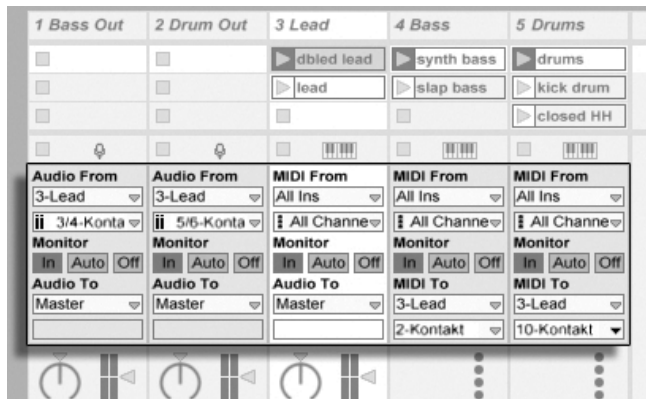 1 Bass Out 2 Drum Out 3 Lead 4 Bass 5 Drums
dbled lead synth bass drums
lead slap bass kick drum
closed HH
Audio From Audio From MIDI From MIDI From MIDI From
3-Lead 3-Lead All Ins All Ins All Ins
3/4-Konta 5/6-Konta All Channe All Channe All Channe
Monitor Monitor Monitor Monitor Monitor
In Auto Off In Auto Off In Auto Off In Auto Off In Auto Off
Audio To Audio To Audio To MIDI To MIDI To
Master Master Master 3-Lead 3-Lead
2-Kontakt 10-Kontakt